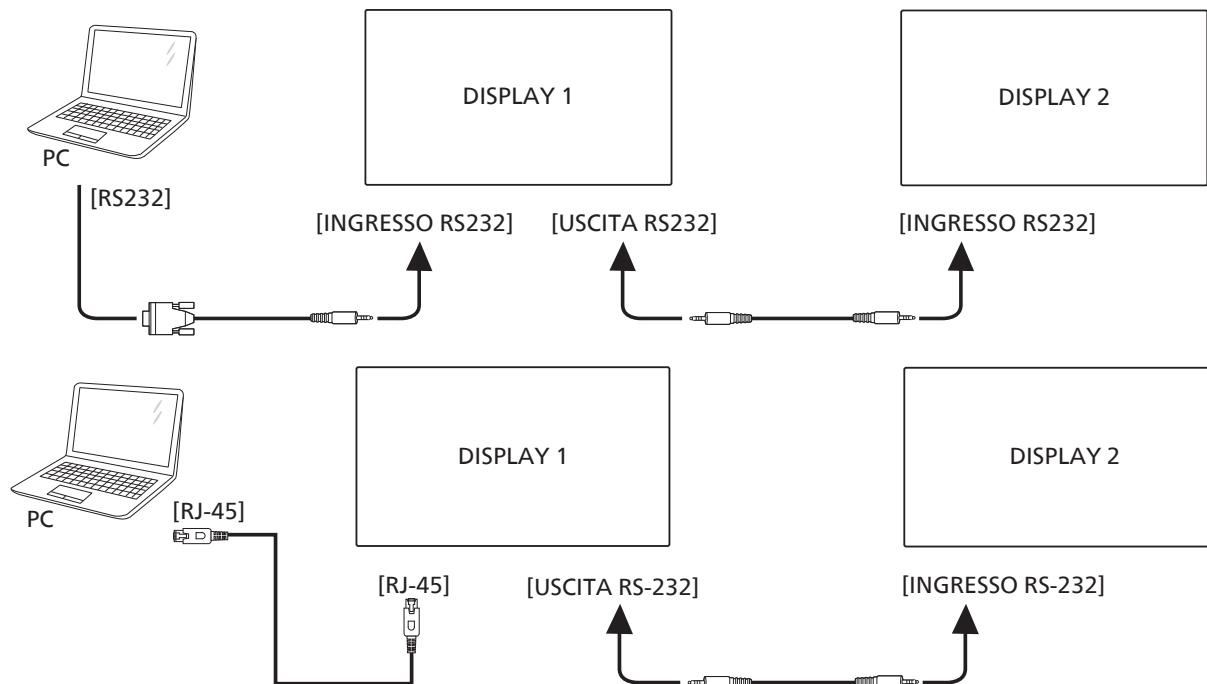 DISPLAY 1
DISPLAY 2
PC
[RS232]
[INGRESSO RS232]
[USCITA RS232]
[INGRESSO RS232]
DISPLAY 1
DISPLAY 2
PC
[RJ-45]
[RJ-45]
[USCITA RS-232]
[INGRESSO RS-232]